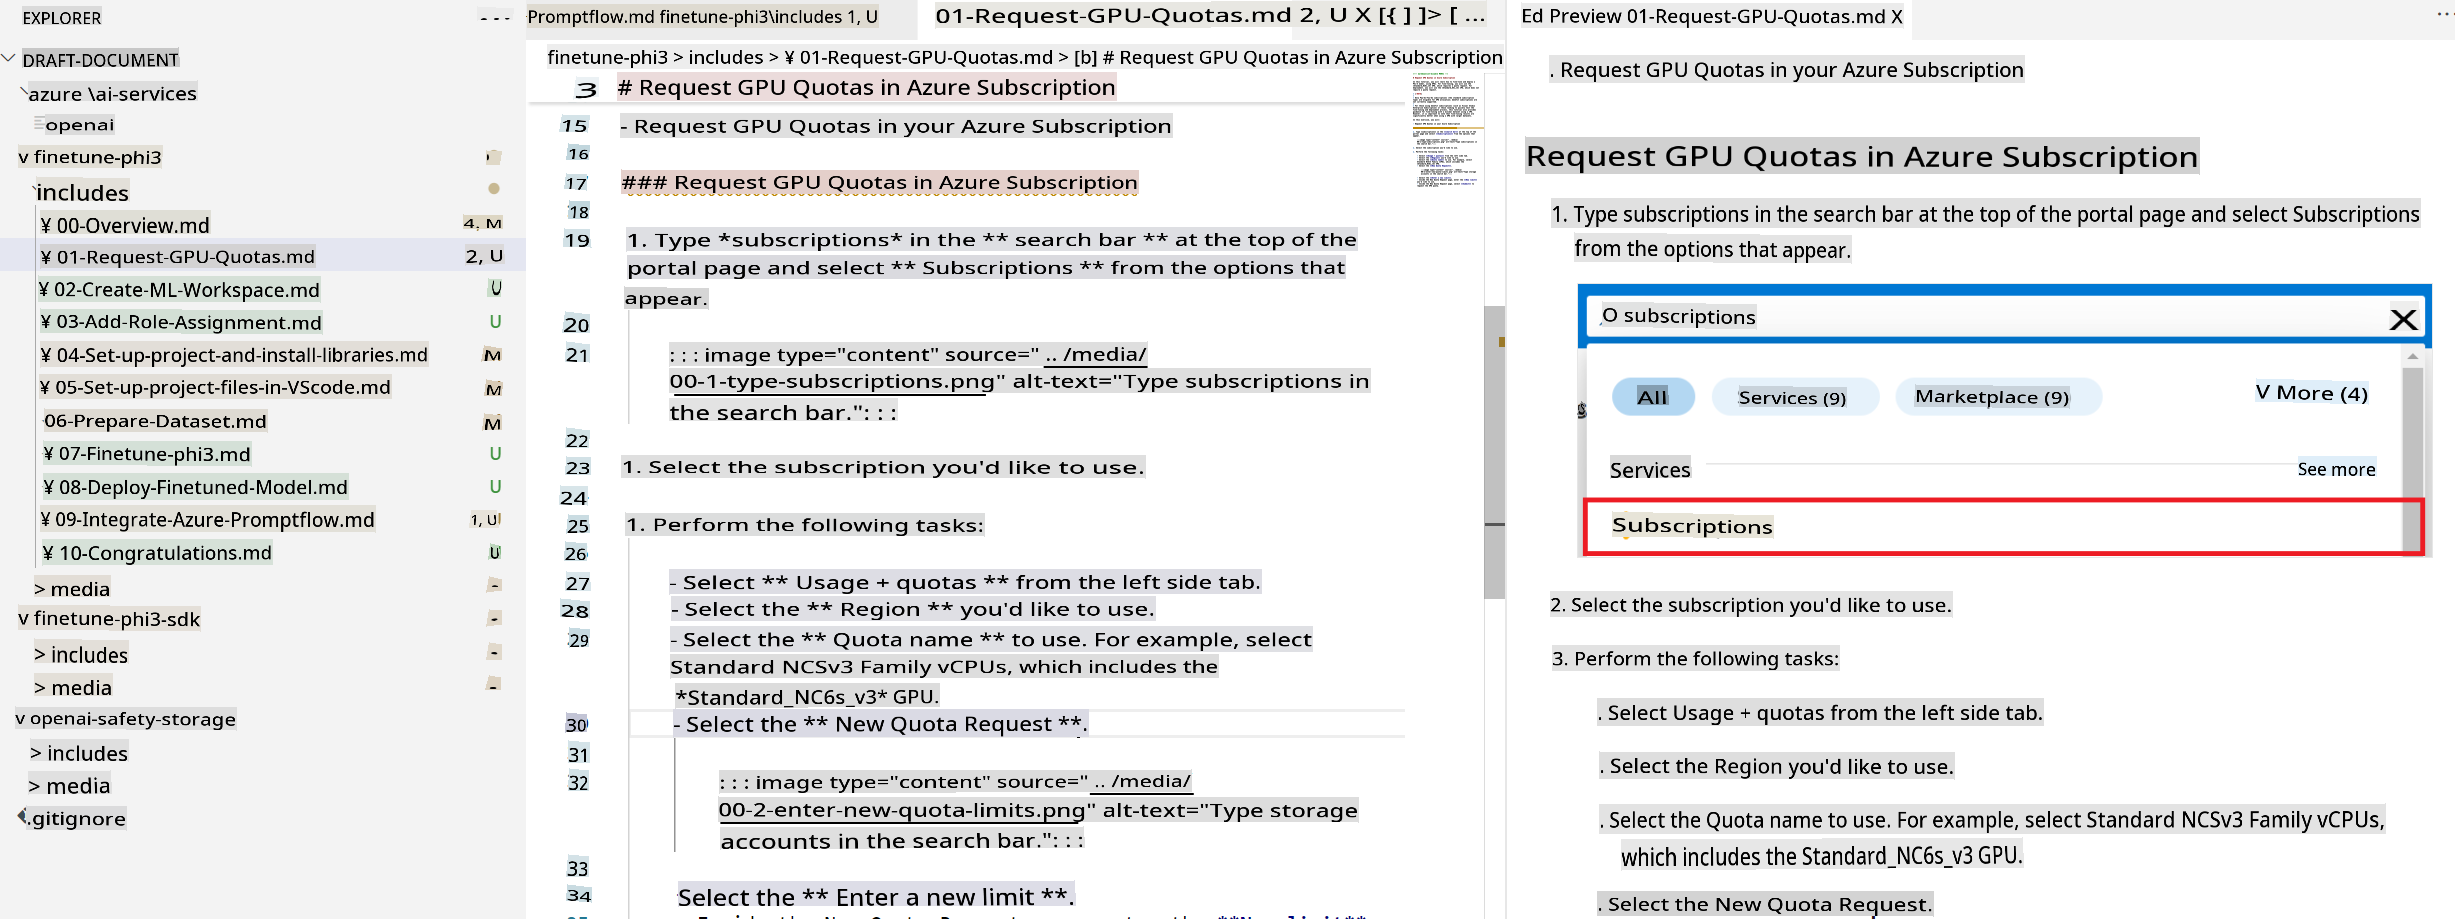 EXPLORER
DRAFT-DOCUMENT
azure \ai-services
openai
v finetune-phi3
includes
¥ 00-Overview.md 4, M
¥ 01-Request-GPU-Quotas.md 2, U
¥ 02-Create-ML-Workspace.md U
¥ 03-Add-Role-Assignment.md U
¥ 04-Set-up-project-and-install-libraries.md M
¥ 05-Set-up-project-files-in-VScode.md M
06-Prepare-Dataset.md M
¥ 07-Finetune-phi3.md U
¥ 08-Deploy-Finetuned-Model.md U
¥ 09-Integrate-Azure-Promptflow.md 1, U
¥ 10-Congratulations.md U
> media
v finetune-phi3-sdk
> includes
> media
v openai-safety-storage
> includes
> media
.gitignore
Promptflow.md finetune-phi3\includes 1, U
01-Request-GPU-Quotas.md 2, U X [{ ] ]> [ ...
finetune-phi3 > includes > ¥ 01-Request-GPU-Quotas.md > [b] # Request GPU Quotas in Azure Subscription
3 # Request GPU Quotas in Azure Subscription
15 - Request GPU Quotas in your Azure Subscription
16
17 ### Request GPU Quotas in Azure Subscription
18
19 1. Type *subscriptions* in the ** search bar ** at the top of the
portal page and select ** Subscriptions ** from the options that
appear.
20
21 : : : image type="content" source=" .. /media/
00-1-type-subscriptions.png" alt-text="Type subscriptions in
the search bar.": : :
22
23 1. Select the subscription you'd like to use.
24
25 1. Perform the following tasks:
26
27 - Select ** Usage + quotas ** from the left side tab.
28 - Select the ** Region ** you'd like to use.
29 - Select the ** Quota name ** to use. For example, select
Standard NCSv3 Family vCPUs, which includes the
*Standard_NC6s_v3* GPU.
30 - Select the ** New Quota Request **.
31
32 : : : image type="content" source=" .. /media/
00-2-enter-new-quota-limits.png" alt-text="Type storage
accounts in the search bar.": : :
33
34 Select the ** Enter a new limit **.
Ed Preview 01-Request-GPU-Quotas.md X
. Request GPU Quotas in your Azure Subscription
Request GPU Quotas in Azure Subscription
1. Type subscriptions in the search bar at the top of the portal page and select Subscriptions
from the options that appear.
O subscriptions X
All Services (9) Marketplace (9) V More (4)
Services See more
Subscriptions
2. Select the subscription you'd like to use.
3. Perform the following tasks:
. Select Usage + quotas from the left side tab.
. Select the Region you'd like to use.
. Select the Quota name to use. For example, select Standard NCSv3 Family vCPUs,
which includes the Standard_NC6s_v3 GPU.
. Select the New Quota Request.